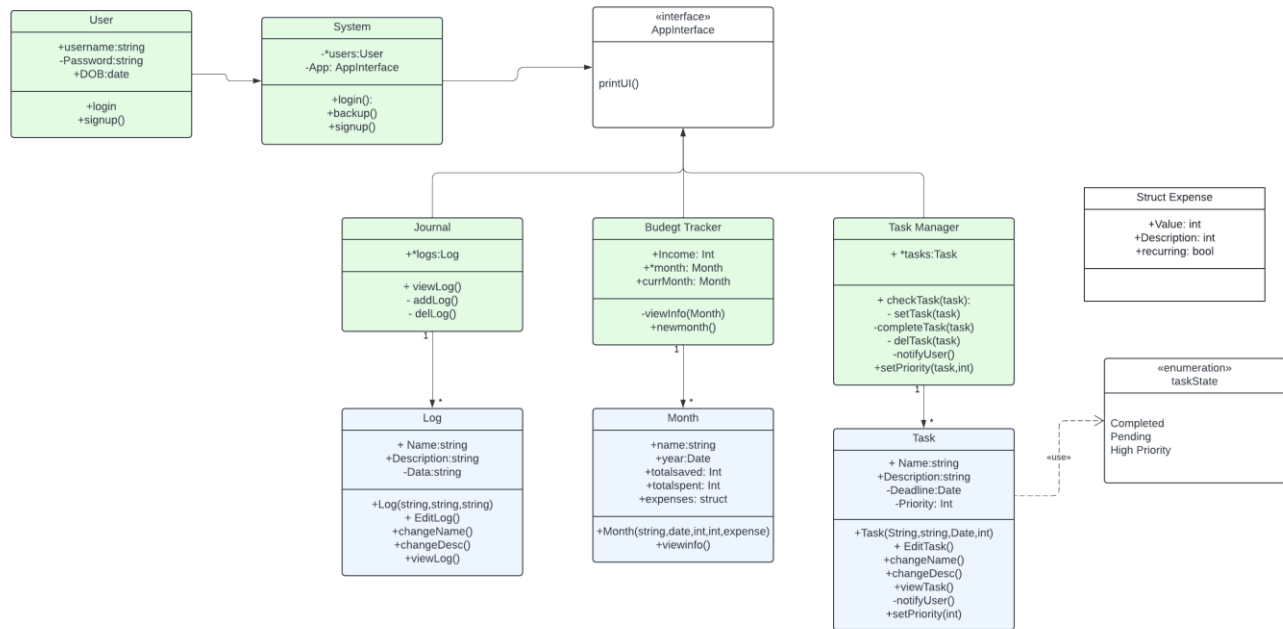 User
+username:string
-Password:string
+DOB:date
+login
+signup()
System
-*users:User
-App: AppInterface
+login():
+backup()
+signup()
«interface»
AppInterface
printUI()
Journal
+*logs:Log
+ viewLog()
- addLog()
- delLog()
1
*
Budegt Tracker
+Income: Int
+*month: Month
+currMonth: Month
-viewInfo(Month)
+newmonth()
1
*
Task Manager
+ *tasks:Task
+ checkTask(task):
- setTask(task)
-completeTask(task)
- delTask(task)
-notifyUser()
+setPriority(task,int)
1
*
Struct Expense
+Value: int
+Description: int
+recurring: bool
Log
+ Name:string
+Description:string
-Data:string
+Log(string,string,string)
+ EditLog()
+changeName()
+changeDesc()
+viewLog()
Month
+name:string
+year:Date
+totalsaved: Int
+totalspent: Int
+expenses: struct
+Month(string,date,int,int,expense)
+viewinfo()
Task
+ Name:string
+Description:string
-Deadline:Date
-Priority: Int
+Task(String,string,Date,int)
+ EditTask()
+changeName()
+changeDesc()
+viewTask()
-notifyUser()
+setPriority(int)
«use»
«enumeration»
taskState
Completed
Pending
High Priority